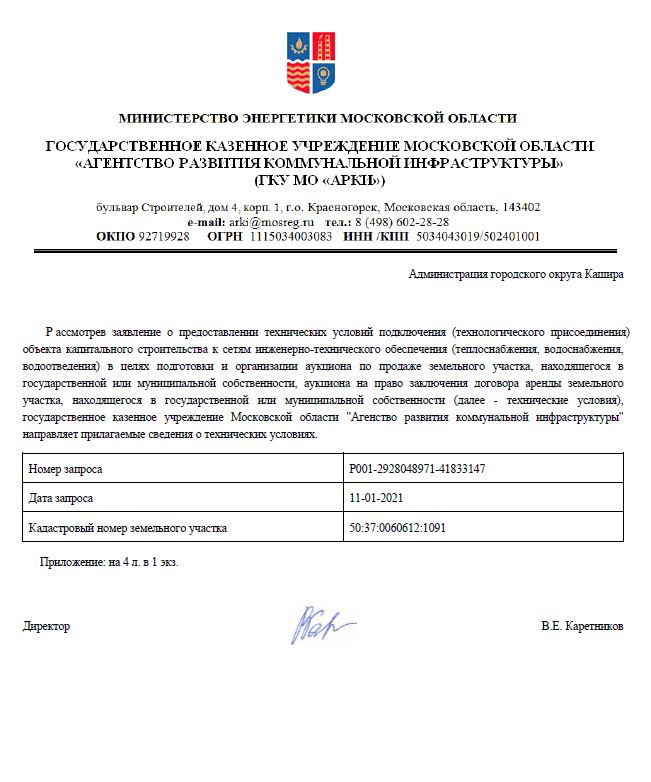 МИНИСТЕРСТВО ЭНЕРГЕТИКИ МОСКОВСКОЙ ОБЛАСТИ
ГОСУДАРСТВЕННОЕ КАЗЕННОЕ УЧРЕЖДЕНИЕ МОСКОВСКОЙ ОБЛАСТИ
«АГЕНТСТВО РАЗВИТИЯ КОММУНАЛЬНОЙ ИНФРАСТРУКТУРЫ»
(ГКУ МО «АРКИ»)
бульвар Строителей, дом 4, корп. 1, г.о. Красногорск, Московская область, 143402
e-mail: arki@mosreg.ru тел.: 8 (498) 602-28-28
ОКПО 92719928 ОГРН 1115034003083 ИНН /КПП 5034043019/502401001
Администрация городского округа Кашира
Р ассмотрев заявление о предоставлении технических условий подключения (технологического присоединения)
объекта капитального строительства к сетям инженерно-технического обеспечения (теплоснабжения, водоснабжения,
водоотведения) в целях подготовки и организации аукциона по продаже земельного участка, находящегося в
государственной или муниципальной собственности, аукциона на право заключения договора аренды земельного
участка, находящегося в государственной или муниципальной собственности (далее - технические условия),
государственное казенное учреждение Московской области "Агенство развития коммунальной инфраструктуры"
направляет прилагаемые сведения о технических условиях.
Номер запроса P001-2928048971-41833147
Дата запроса 11-01-2021
Кадастровый номер земельного участка 50:37:0060612:1091
Приложение: на 4 л. в 1 экз.
Директор В.Е. Каретников